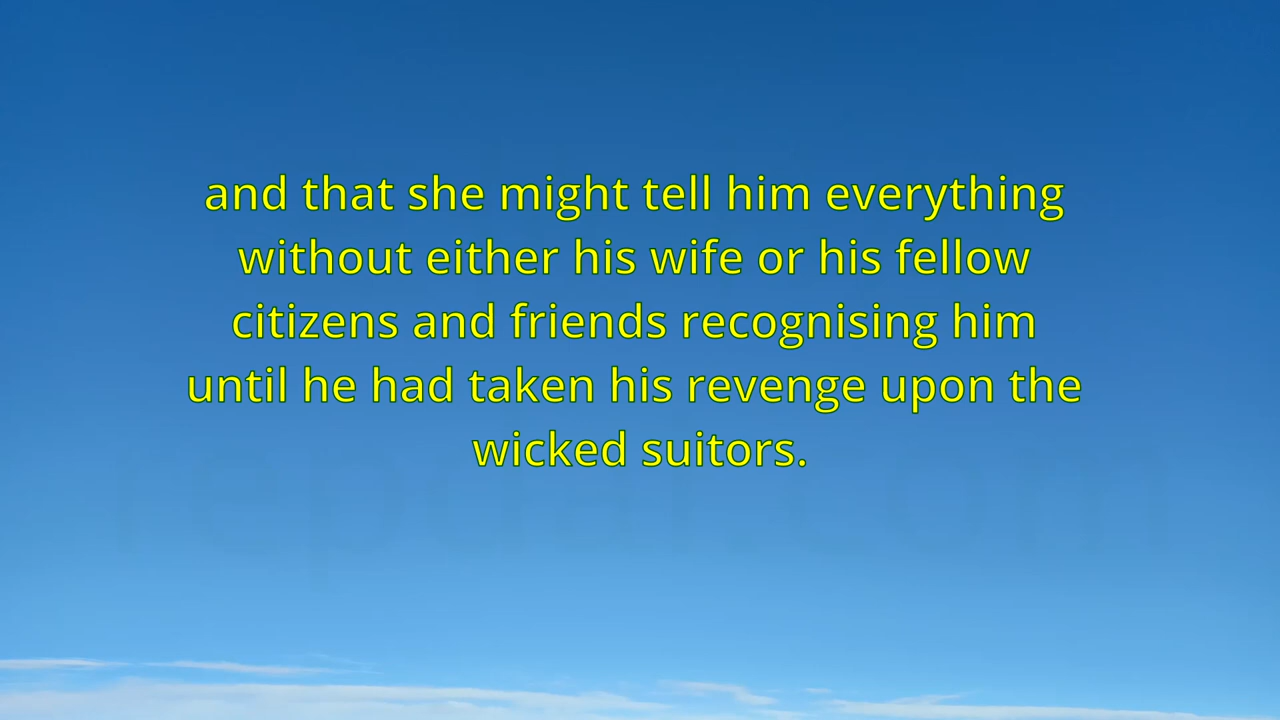 and that she might tell him everything
without either his wife or his fellow
citizens and friends recognising him
until he had taken his revenge upon the
wicked suitors.